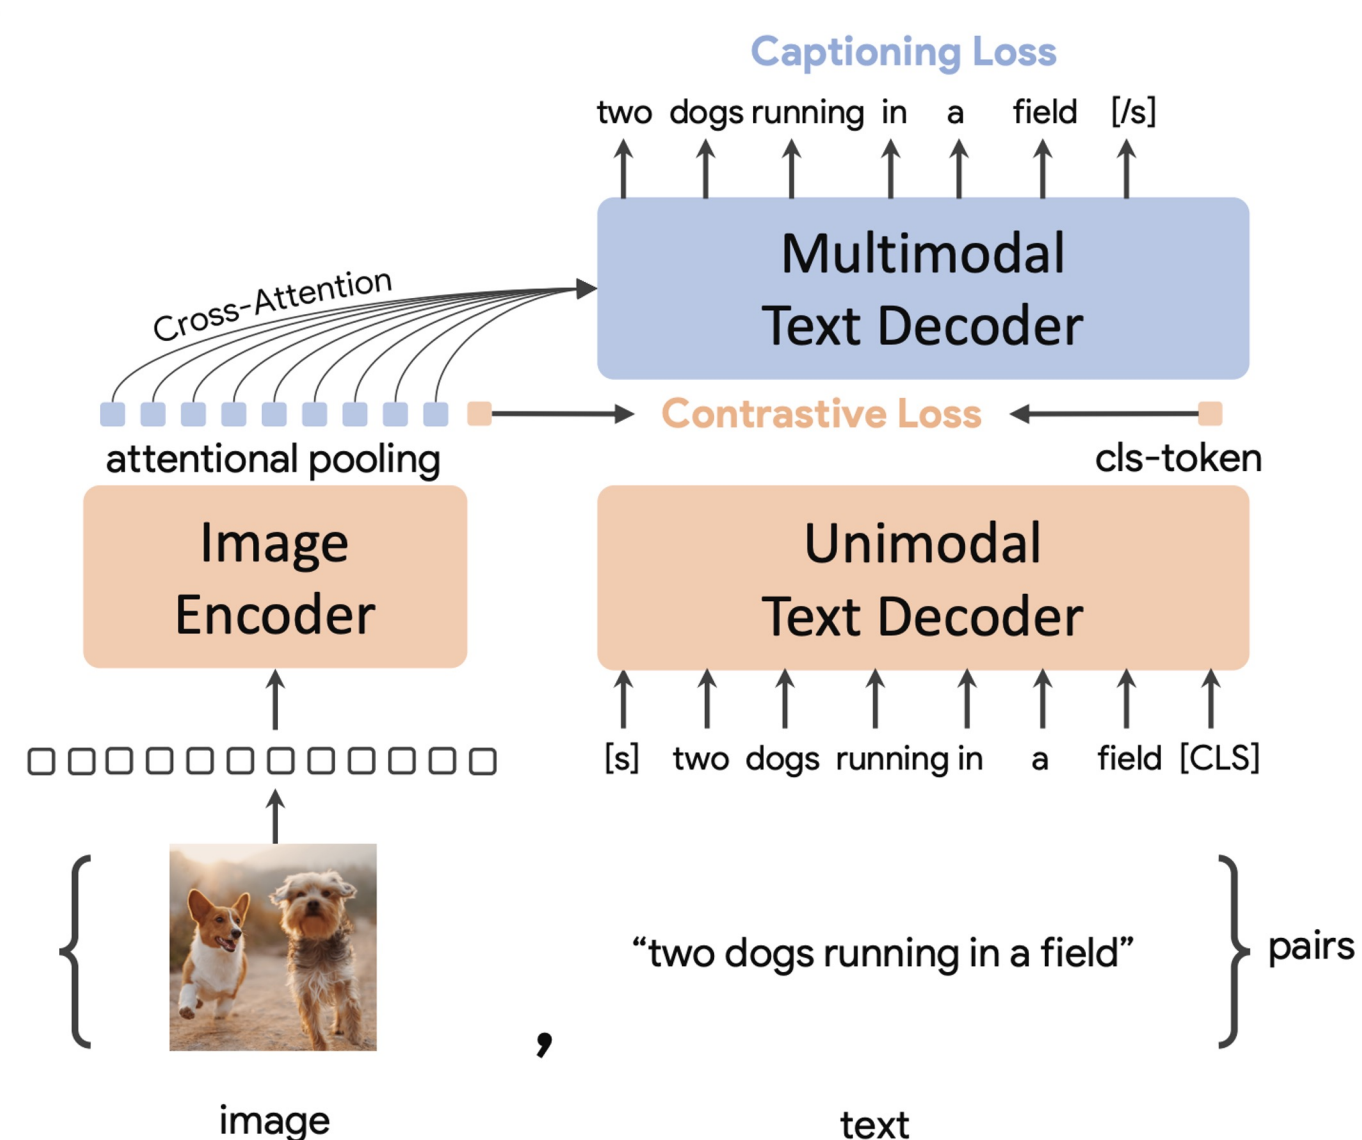 Captioning Loss
two dogs running in a field [/s]
Multimodal
Text Decoder
Cross-Attention
Contrastive Loss
attentional pooling
cls-token
Image
Encoder
Unimodal
Text Decoder
[s] two dogs running in a field [CLS]
“two dogs running in a field”
pairs
,
image
text